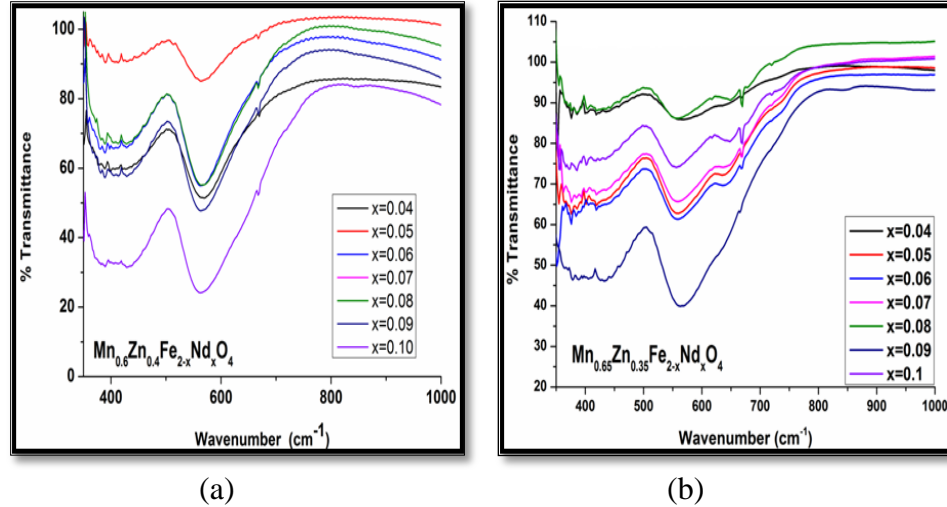 100
80
60
40
20
0
% Transmittance
x=0.04
x=0.05
x=0.06
x=0.07
x=0.08
x=0.09
x=0.10
Mn0.6Zn0.4Fe2-xNdxO4
400 600 800 1000
Wavenumber (cm-1)
(a)
110
100
90
80
70
60
50
40
30
20
% Transmittance
x=0.04
x=0.05
x=0.06
x=0.07
x=0.08
x=0.09
x=0.1
Mn0.65Zn0.35Fe2-xNdxO4
400 500 600 700 800 900 1000
Wavenumber (cm-1)
(b)